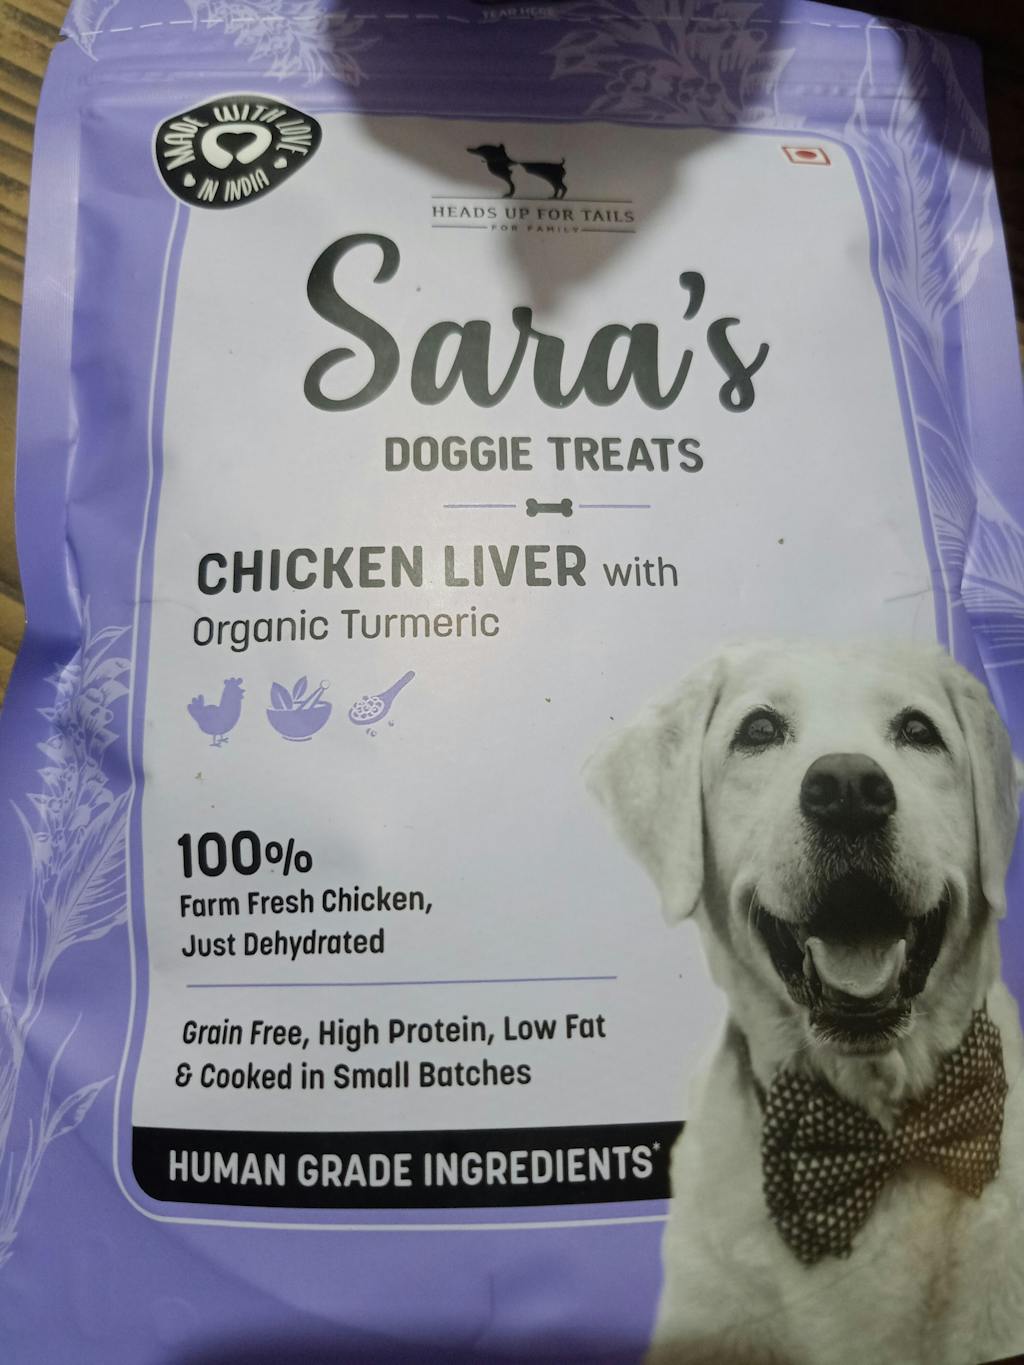 TEAR HERE
MADE WITH LOVE
IN INDIA
HEADS UP FOR TAILS
FOR FAMILY
Sara's
DOGGIE TREATS
CHICKEN LIVER with
Organic Turmeric
100%
Farm Fresh Chicken,
Just Dehydrated
Grain Free, High Protein, Low Fat
& Cooked in Small Batches
HUMAN GRADE INGREDIENTS*